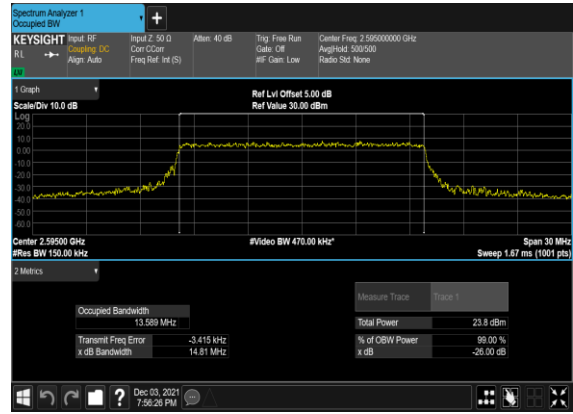 Spectrum Analyzer 1
Occupied BW
+
KEYSIGHT Input: RF Input Z: 50 Ω Atten: 40 dB Trig: Free Run Center Freq: 2.595000000 GHz
RL Coupling: DC Corr CCorr Gate: Off Avg|Hold: 500/500
Align: Auto Freq Ref: Int (S) #IF Gain: Low Radio Std: None
1 Graph
Ref Lvl Offset 5.00 dB
Scale/Div 10.0 dB Ref Value 30.00 dBm
Log
20.0
10.0
0.00
-10.0
-20.0
-30.0
-40.0
-50.0
-60.0
Center 2.59500 GHz #Video BW 470.00 kHz* Span 30 MHz
#Res BW 150.00 kHz Sweep 1.67 ms (1001 pts)
2 Metrics
Measure Trace Trace 1
Occupied Bandwidth
13.589 MHz Total Power 23.8 dBm
Transmit Freq Error -3.415 kHz % of OBW Power 99.00 %
x dB Bandwidth 14.81 MHz x dB -26.00 dB
? Dec 03, 2021
7:56:26 PM